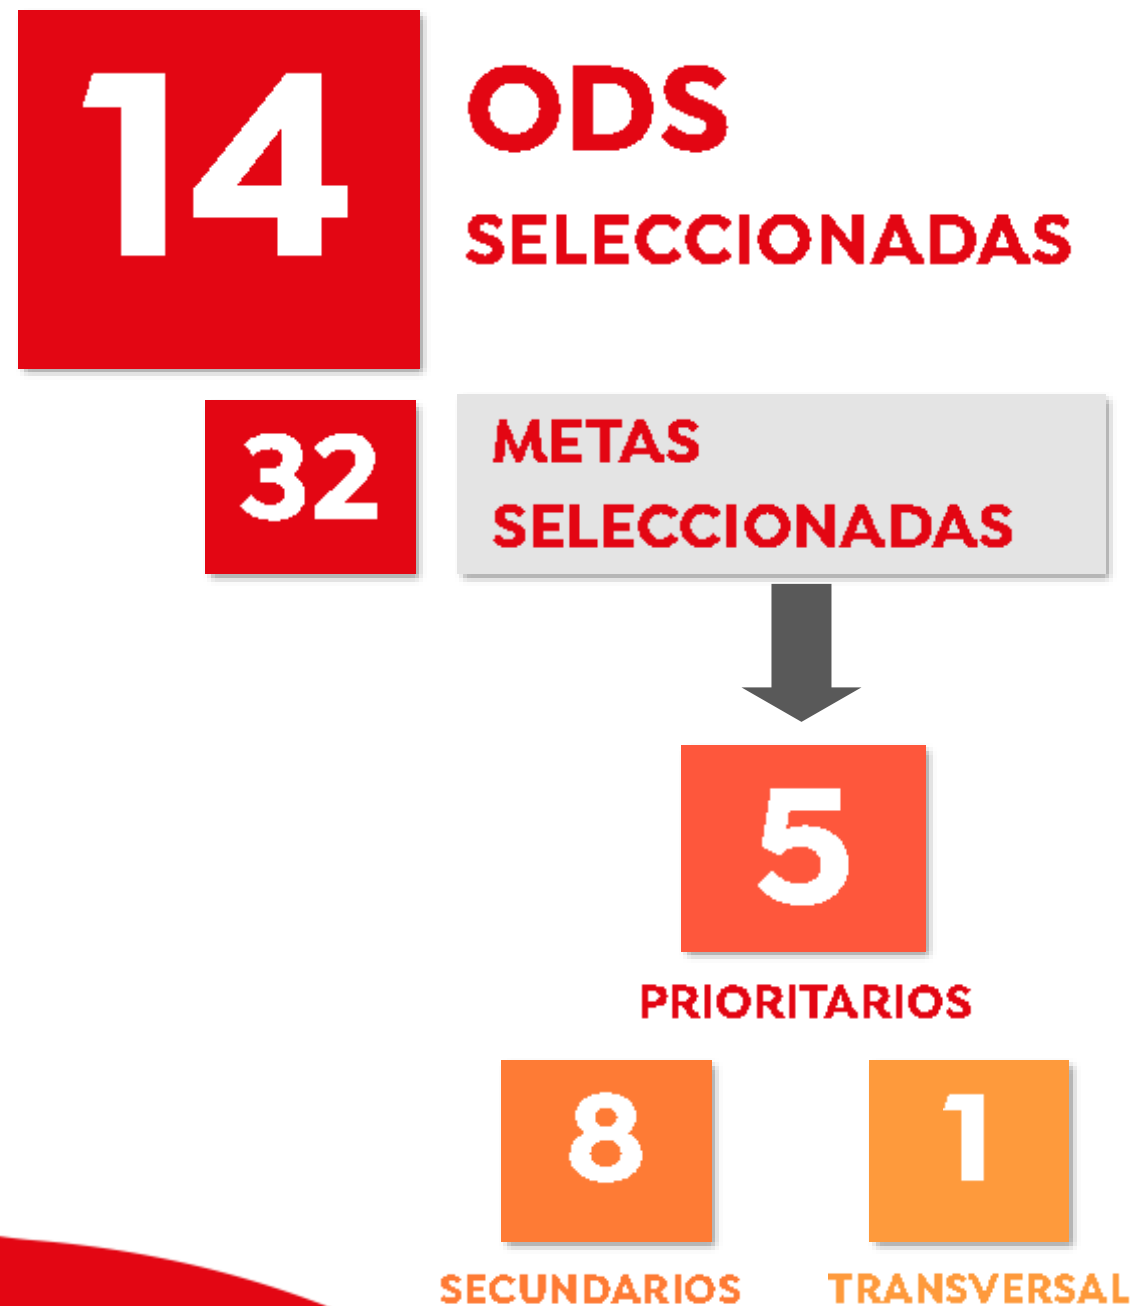 14
ODS
SELECCIONADAS
32
METAS
SELECCIONADAS
5
PRIORITARIOS
8
1
SECUNDARIOS
TRANSVERSAL